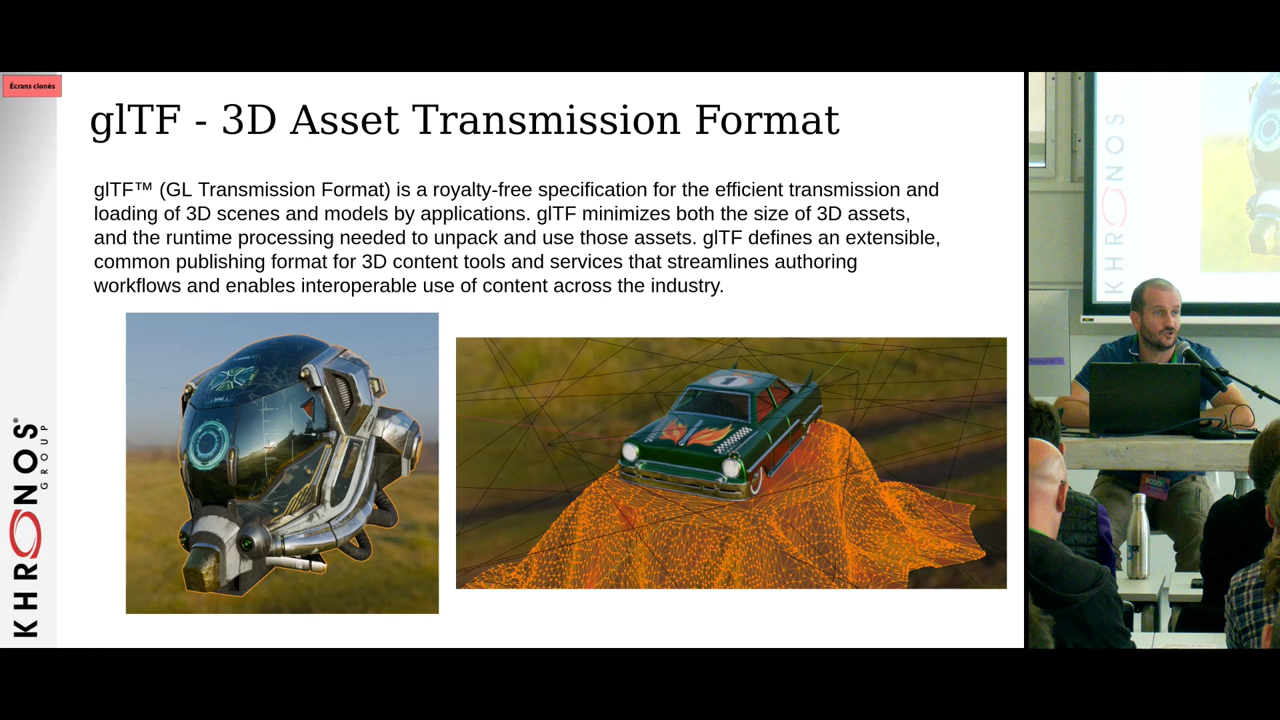 Écrans clonés
glTF - 3D Asset Transmission Format
glTF™ (GL Transmission Format) is a royalty-free specification for the efficient transmission and
loading of 3D scenes and models by applications. glTF minimizes both the size of 3D assets,
and the runtime processing needed to unpack and use those assets. glTF defines an extensible,
common publishing format for 3D content tools and services that streamlines authoring
workflows and enables interoperable use of content across the industry.
KHRONOS®
GROUP
1
KHRONOS